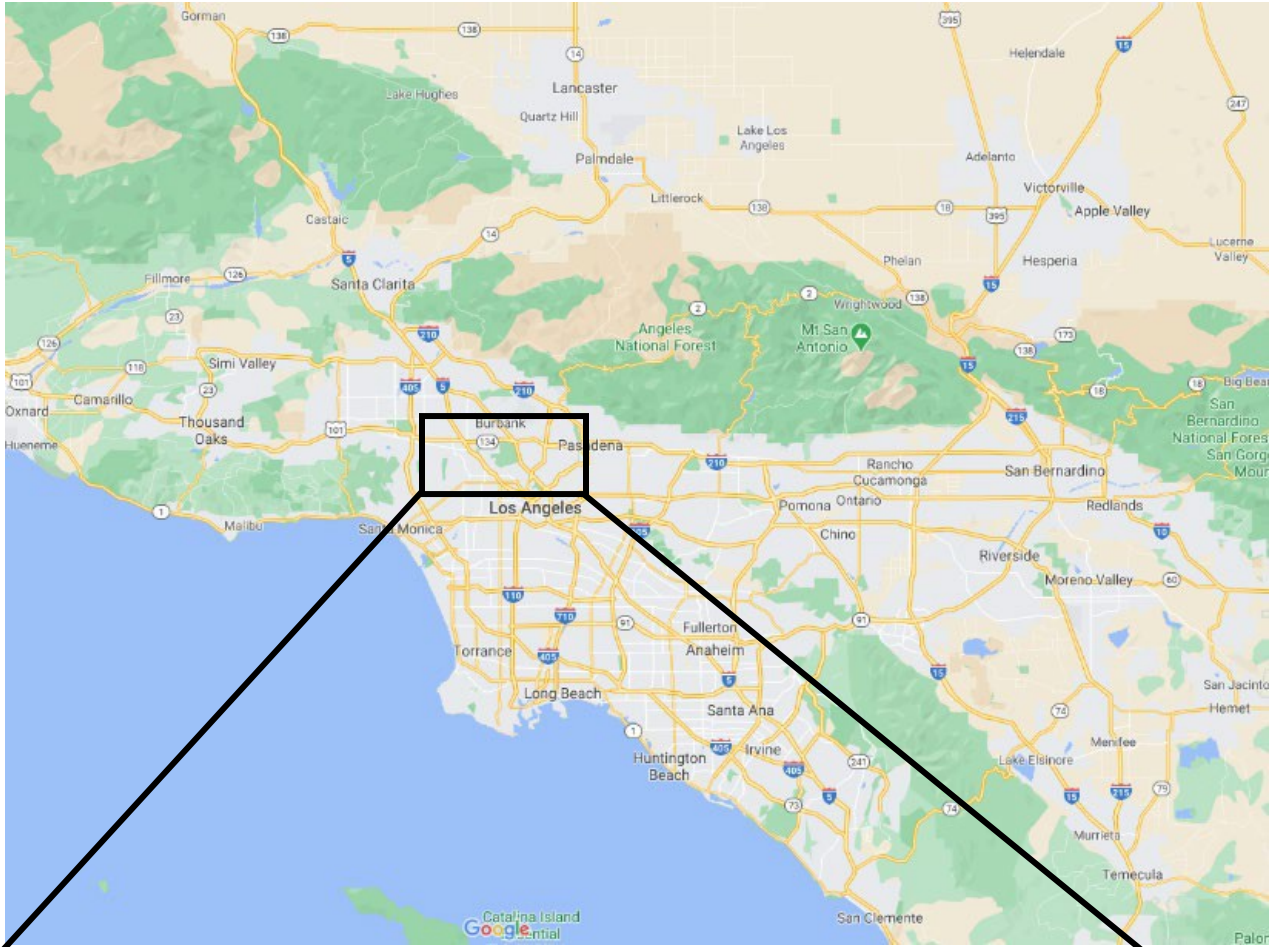 Gorman
138
138
395
14
Helendale
15
Lake Hughes
Lancaster
247
Quartz Hill
Lake Los
Angeles
Palmdale
Adelanto
Victorville
Littlerock
138
18
395
Apple Valley
Castaic
14
Lucerne
Valley
5
Phelan
Hesperia
Fillmore
126
Santa Clarita
15
2
Wrightwood
138
2
23
Angeles
National Forest
Mt San
Antonio
210
173
126
138
118
Simi Valley
15
101
405
5
210
23
18
18
Big Bear
Camarillo
Oxnard
Thousand
Oaks
101
Burbank
215
San
Bernardino
National Fores
San Gorg
Moun
Hueneme
134
Pasadena
210
Rancho
Cucamonga
San Bernardino
1
Malibu
Los Angeles
Pomona
Ontario
Redlands
Santa Monica
10
Chino
Riverside
Moreno Valley
60
110
710
91
Fullerton
91
Torrance
405
Anaheim
5
15
Long Beach
San Jacinto
Santa Ana
74
Hemet
1
405
Irvine
Menifee
Huntington
Beach
405
241
Lake Elsinore
5
15
215
79
73
74
Murrieta
Temecula
San Clemente
Catalina Island
Google
ential
Palon